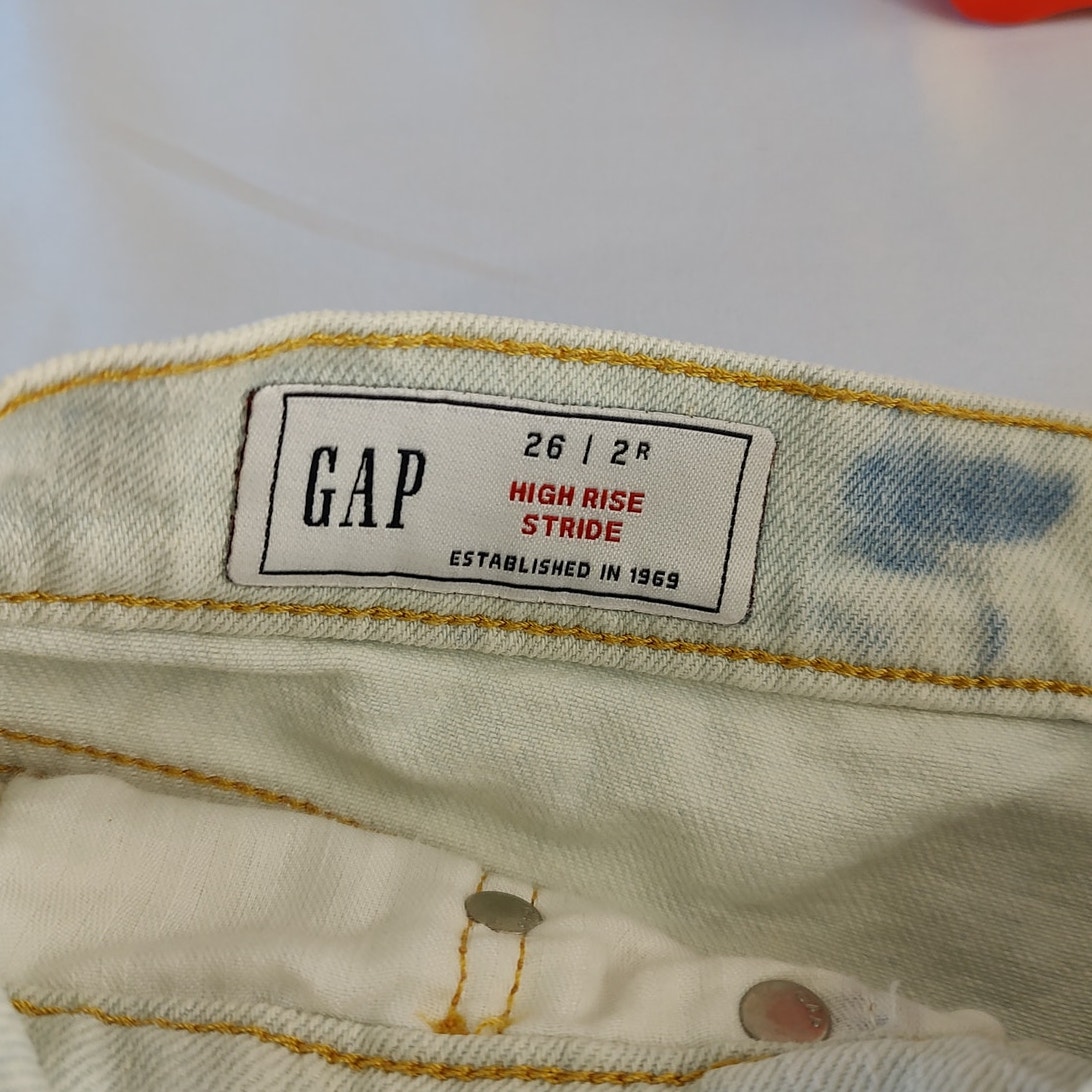 GAP
26 | 2R
HIGH RISE
STRIDE
ESTABLISHED IN 1969